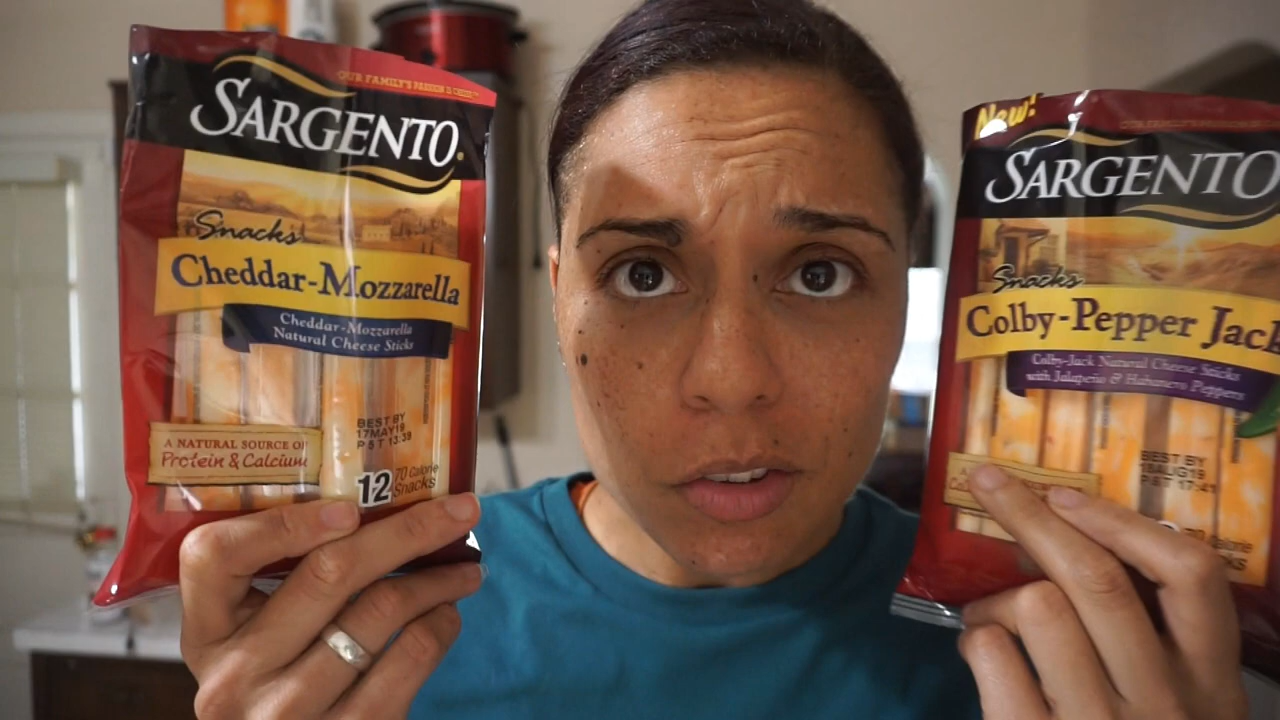 OUR FAMILY'S PASSION IS CHEESE
SARGENTO
Snacks
Cheddar-Mozzarella
Cheddar-Mozzarella
Natural Cheese Sticks
A NATURAL SOURCE OF
Protein & Calcium
BEST BY
17MAY19
P 5 T 13:39
12 70 Calorie
Snacks
New!
SARGENTO
Snacks
Colby-Pepper Jack
Colby-Jack Natural Cheese Sticks
with Jalapeño & Habanero Peppers
BEST BY
18AUG19
P6T 17:41